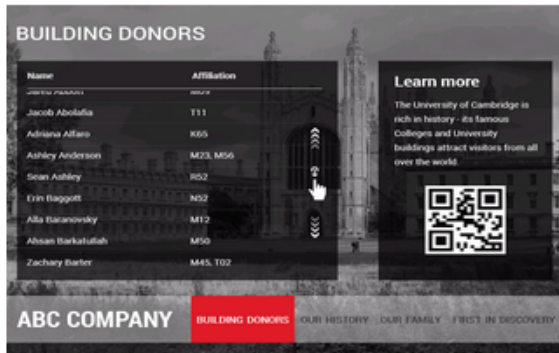 BUILDING DONORS
Name Affiliation
Jared Abbott M09
Jacob Abolafia T11
Adriana Alfaro K65
Ashley Anderson M23, M56
Sean Ashley R52
Erin Baggott N52
Alla Baranovsky M12
Ahsan Barkatullah M50
Zachary Barter M45, T02
Learn more
The University of Cambridge is
rich in history - its famous
Colleges and University
buildings attract visitors from all
over the world.
ABC COMPANY
BUILDING DONORS OUR HISTORY OUR FAMILY FIRST IN DISCOVERY